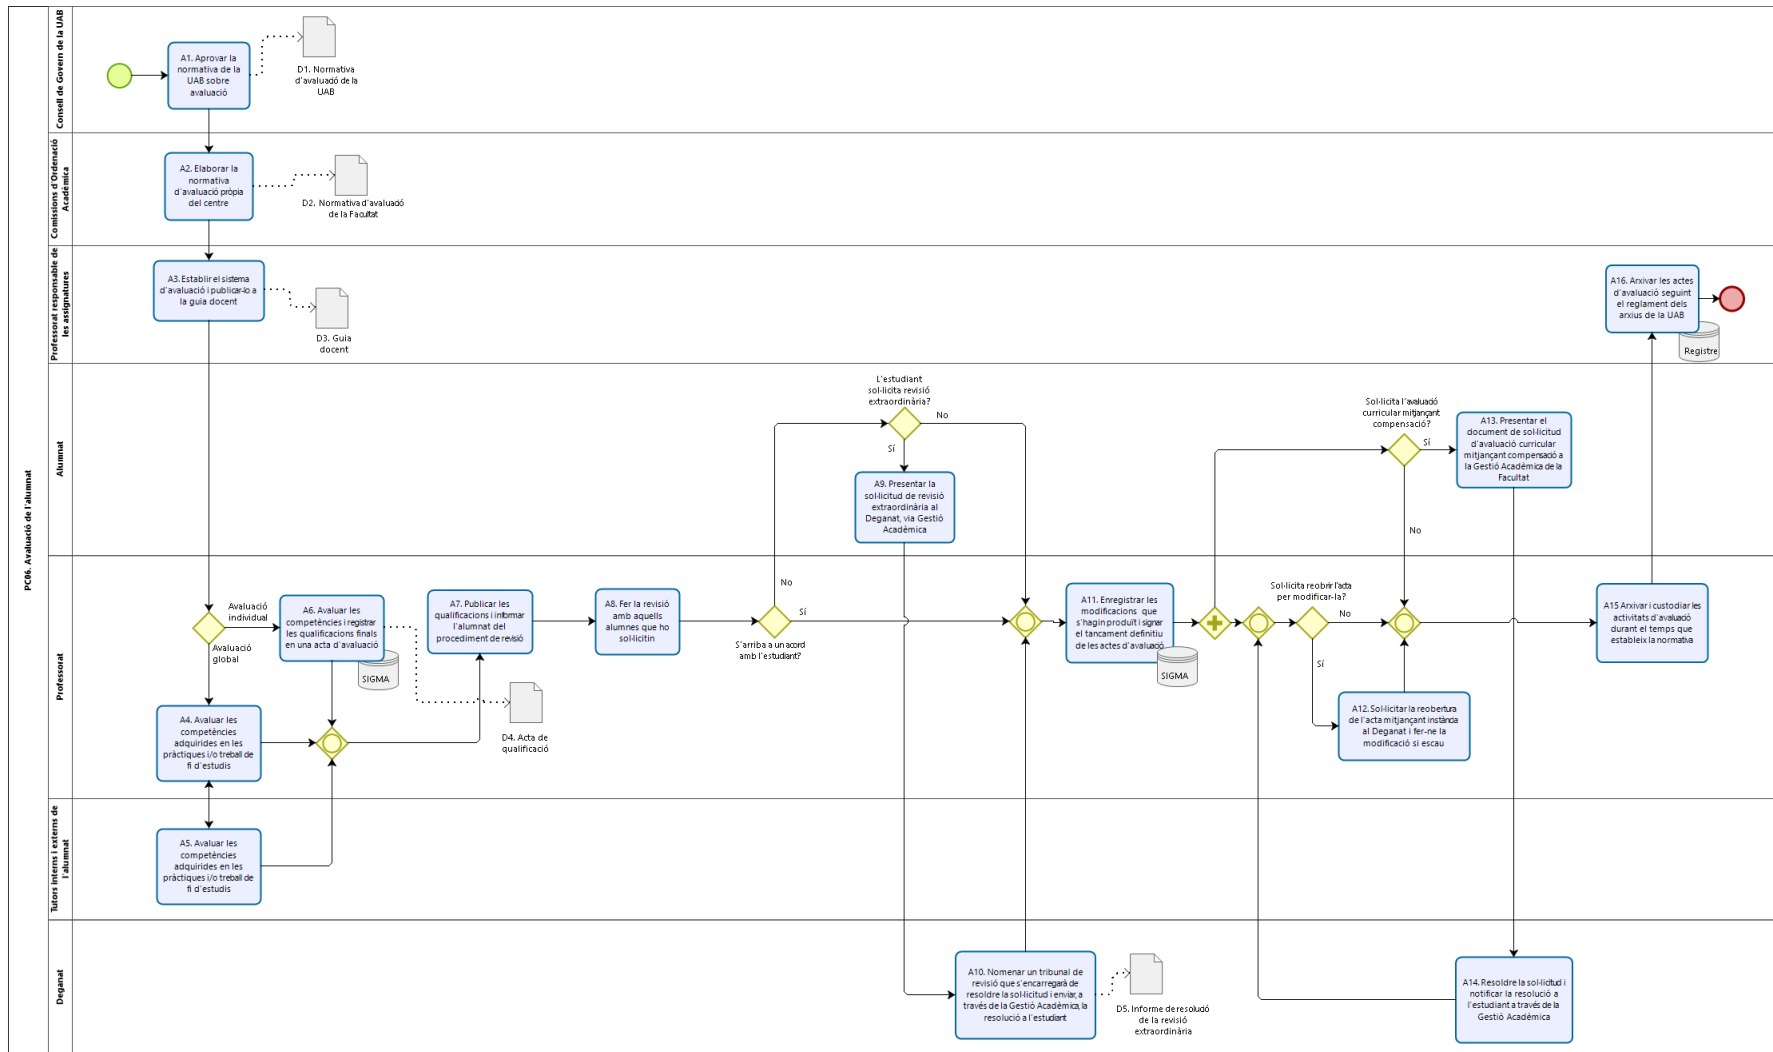 PC06. Avaluació de l'alumnat
Consell de Govern de la UAB
A1. Aprovar la
normativa de la
UAB sobre
avaluació
D1. Normativa
d'avaluació de la
UAB
Comissions d'Ordenació
Acadèmica
A2. Elaborar la
normativa
d'avaluació pròpia
del centre
D2. Normativa d'avaluació
de la Facultat
Professorat responsable de
les assignatures
A3. Establir el sistema
d'avaluació i publicar-lo a
la guia docent
D3. Guia
docent
A16. Arxivar les actes
d'avaluació seguint
el reglament dels
arxius de la UAB
Registre
Alumnat
L'estudiant
sol·licita revisió
extraordinària?
No
Sí
A9. Presentar la
sol·licitud de revisió
extraordinària al
Deganat, via Gestió
Acadèmica
Sol·licita l'avaluació
curricular mitjançant
compensació?
Sí
No
A13. Presentar el
document de sol·licitud
d'avaluació curricular
mitjançant compensació a
la Gestió Acadèmica de la
Facultat
Professorat
Avaluació
individual
Avaluació
global
A6. Avaluar les
competències i registrar
les qualificacions finals
en una acta d'avaluació
SIGMA
A4. Avaluar les
competències
adquirides en les
pràctiques i/o treball de
fi d'estudis
A7. Publicar les
qualificacions i informar
l'alumnat del
procediment de revisió
D4. Acta de
qualificació
A8. Fer la revisió
amb aquells
alumnes que ho
sol·licitin
No
Sí
S'arriba a un acord
amb l'estudiant?
A11. Enregistrar les
modificacions que
s'hagin produït i signar
el tancament definitiu
de les actes d'avaluació
SIGMA
Sol·licita reobrir l'acta
per modificar-la?
No
Sí
A12. Sol·licitar la reobertura
de l'acta mitjançant instància
al Deganat i fer-ne la
modificació si escau
A15 Arxivar i custodiar les
activitats d'avaluació
durant el temps que
estableix la normativa
Tutors interns i externs de
l'alumnat
A5. Avaluar les
competències
adquirides en les
pràctiques i/o treball de
fi d'estudis
Deganat
A10. Nomenar un tribunal de
revisió que s'encarregarà de
resoldre la sol·licitud i enviar, a
través de la Gestió Acadèmica, la
resolució a l'estudiant
D5. Informe de resolució
de la revisió
extraordinària
A14. Resoldre la sol·licitud i
notificar la resolució a
l'estudiant a través de la
Gestió Acadèmica